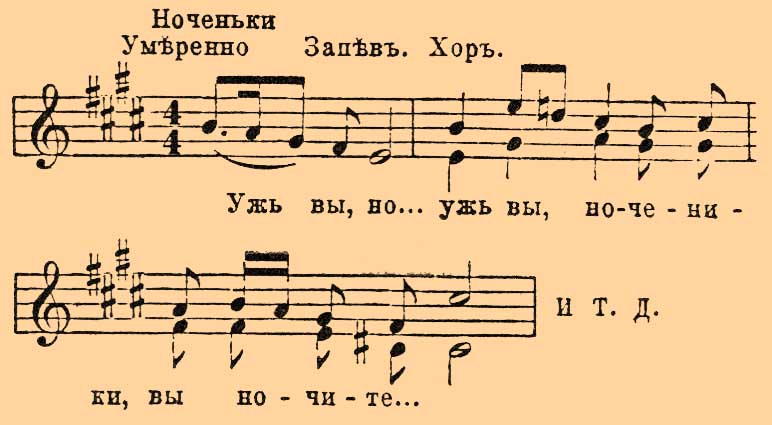 Ноченьки
Умѣренно Запѣвъ. Хоръ.
4
4
Ужь вы, но... ужь вы, но-че-ни-
ки, вы но-чи-те...
и т. д.